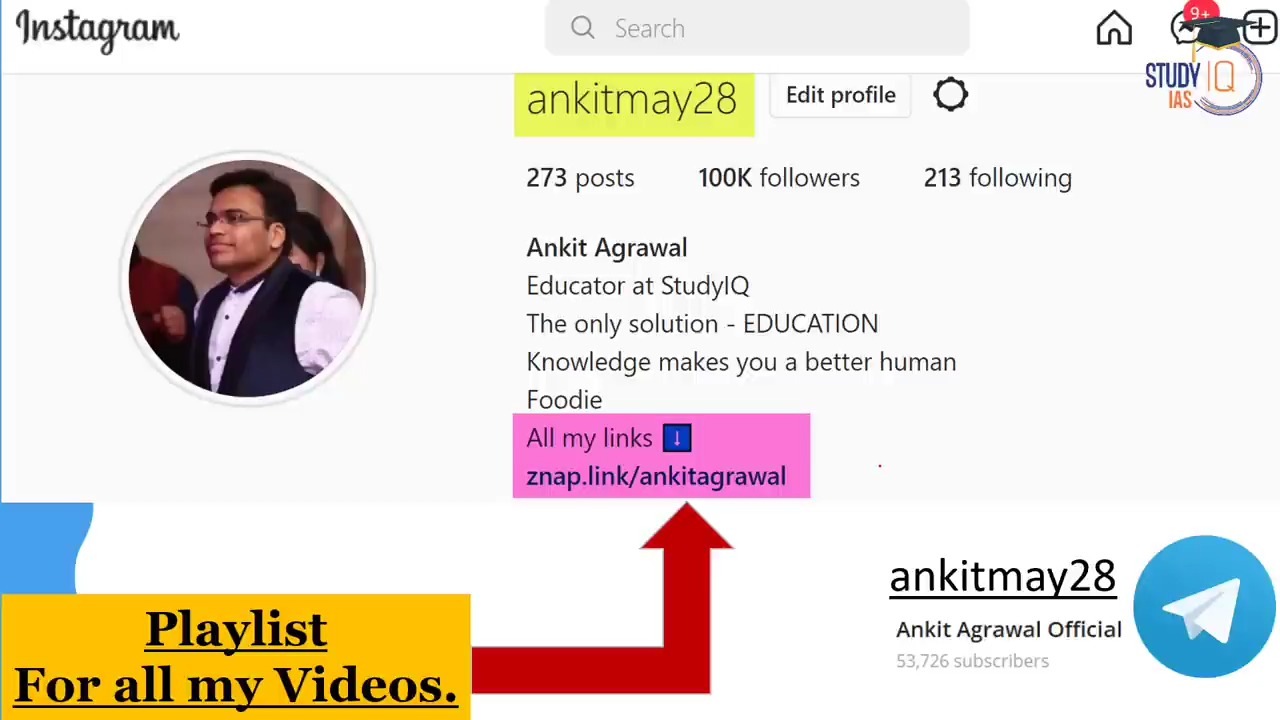 Instagram
Search
9+
STUDY IQ
IAS
ankitmay28
Edit profile
273 posts 100K followers 213 following
Ankit Agrawal
Educator at StudyIQ
The only solution - EDUCATION
Knowledge makes you a better human
Foodie
All my links ↓
znap.link/ankitagrawal
Playlist
For all my Videos.
ankitmay28
Ankit Agrawal Official
53,726 subscribers